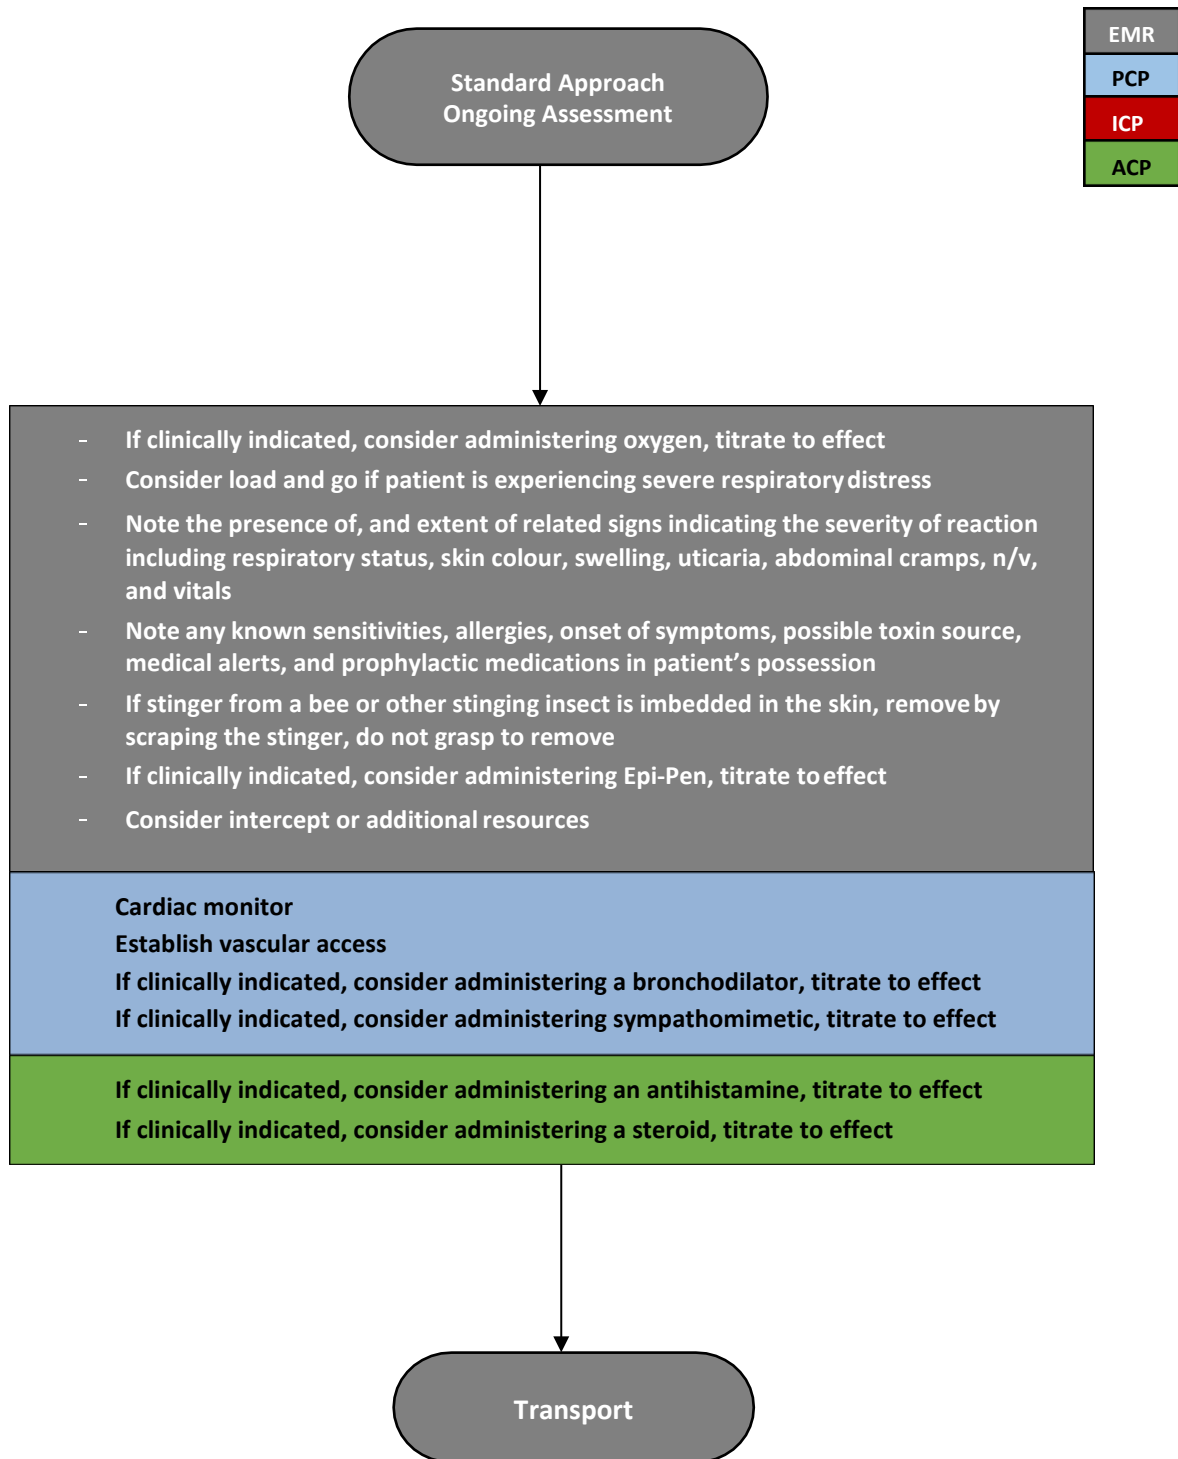 EMR
PCP
ICP
ACP
Standard Approach
Ongoing Assessment
- If clinically indicated, consider administering oxygen, titrate to effect
- Consider load and go if patient is experiencing severe respiratory distress
- Note the presence of, and extent of related signs indicating the severity of reaction
including respiratory status, skin colour, swelling, uticaria, abdominal cramps, n/v,
and vitals
- Note any known sensitivities, allergies, onset of symptoms, possible toxin source,
medical alerts, and prophylactic medications in patient’s possession
- If stinger from a bee or other stinging insect is imbedded in the skin, remove by
scraping the stinger, do not grasp to remove
- If clinically indicated, consider administering Epi-Pen, titrate to effect
- Consider intercept or additional resources
Cardiac monitor
Establish vascular access
If clinically indicated, consider administering a bronchodilator, titrate to effect
If clinically indicated, consider administering sympathomimetic, titrate to effect
If clinically indicated, consider administering an antihistamine, titrate to effect
If clinically indicated, consider administering a steroid, titrate to effect
Transport